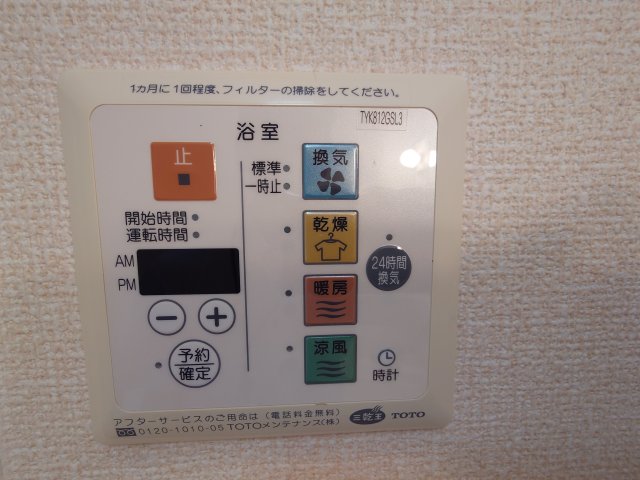 1カ月に1回程度、フィルターの掃除をしてください。
TYK812GSL3
浴室
止
換気
標準
一時止
開始時間
運転時間
乾燥
AM
PM
24時間
換気
暖房
予約
確定
涼風
時計
アフターサービスのご用命は(電話料金無料)
0120-1010-05 TOTOメンテナンス(株)
三乾王 TOTO